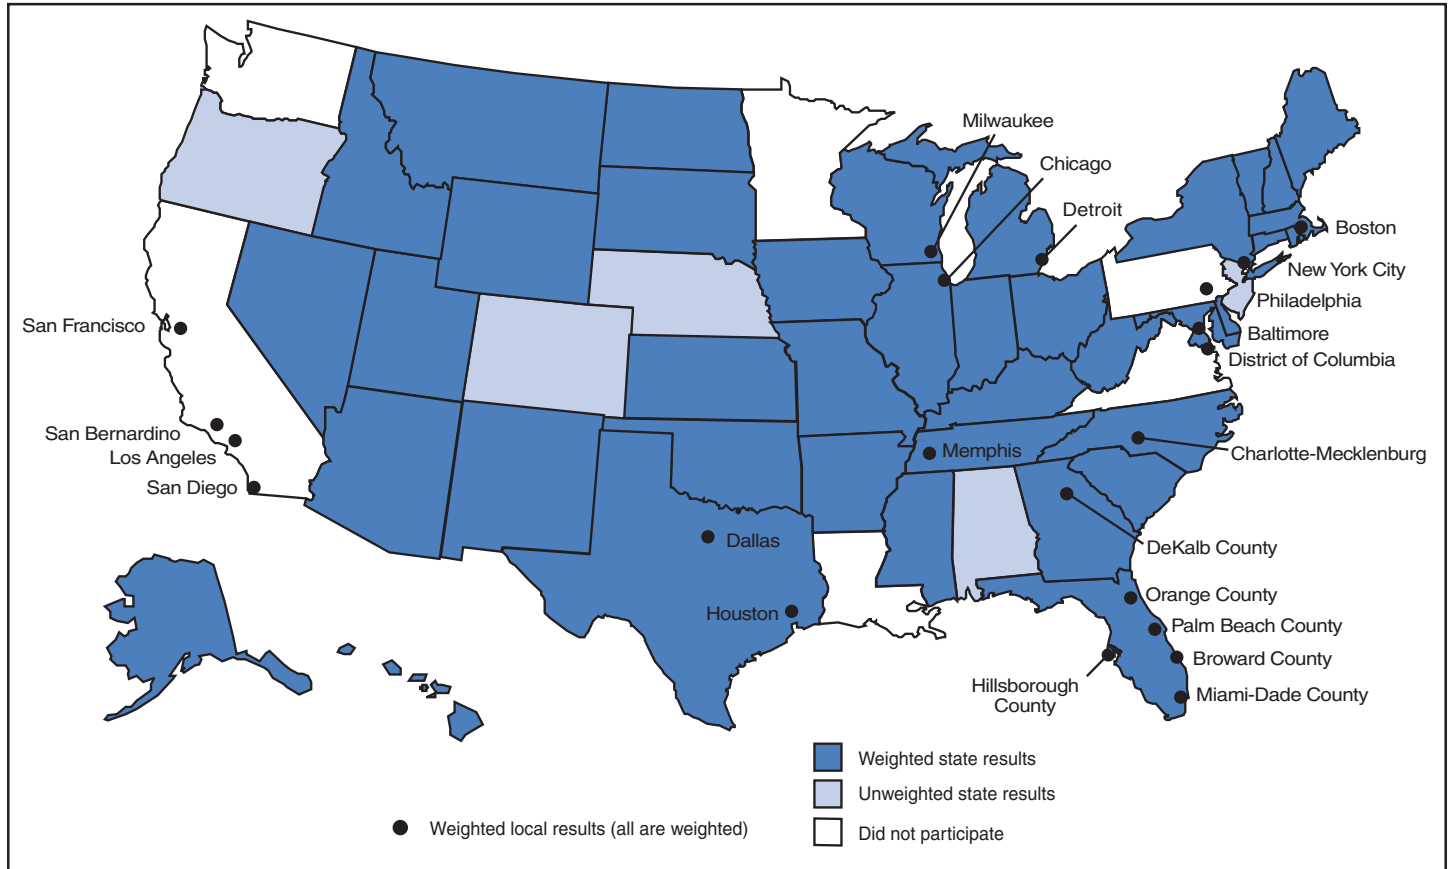 Milwaukee
Chicago
Detroit
Boston
New York City
Philadelphia
Baltimore
District of Columbia
San Francisco
San Bernardino
Los Angeles
San Diego
Memphis
Charlotte-Mecklenburg
Dallas
DeKalb County
Houston
Orange County
Palm Beach County
Broward County
Hillsborough
County
Miami-Dade County
Weighted state results
Unweighted state results
Weighted local results (all are weighted)
Did not participate